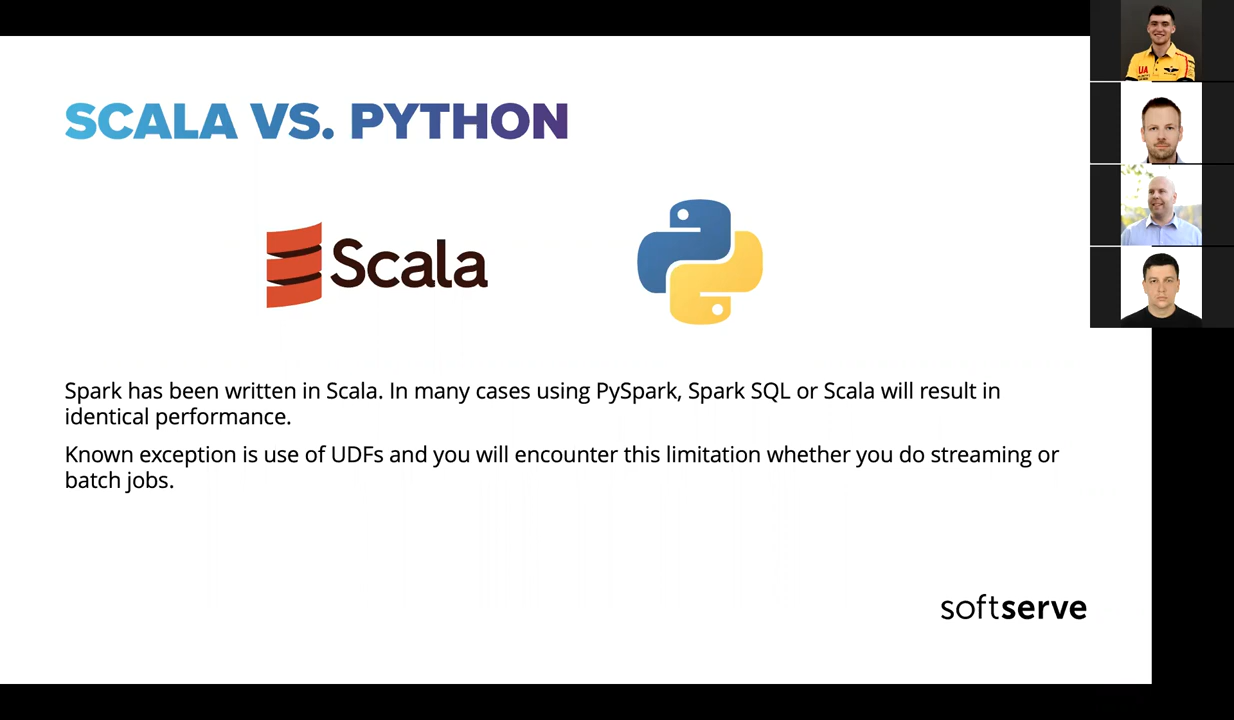 SCALA VS. PYTHON
Scala
Spark has been written in Scala. In many cases using PySpark, Spark SQL or Scala will result in
identical performance.
Known exception is use of UDFs and you will encounter this limitation whether you do streaming or
batch jobs.
softserve
UA